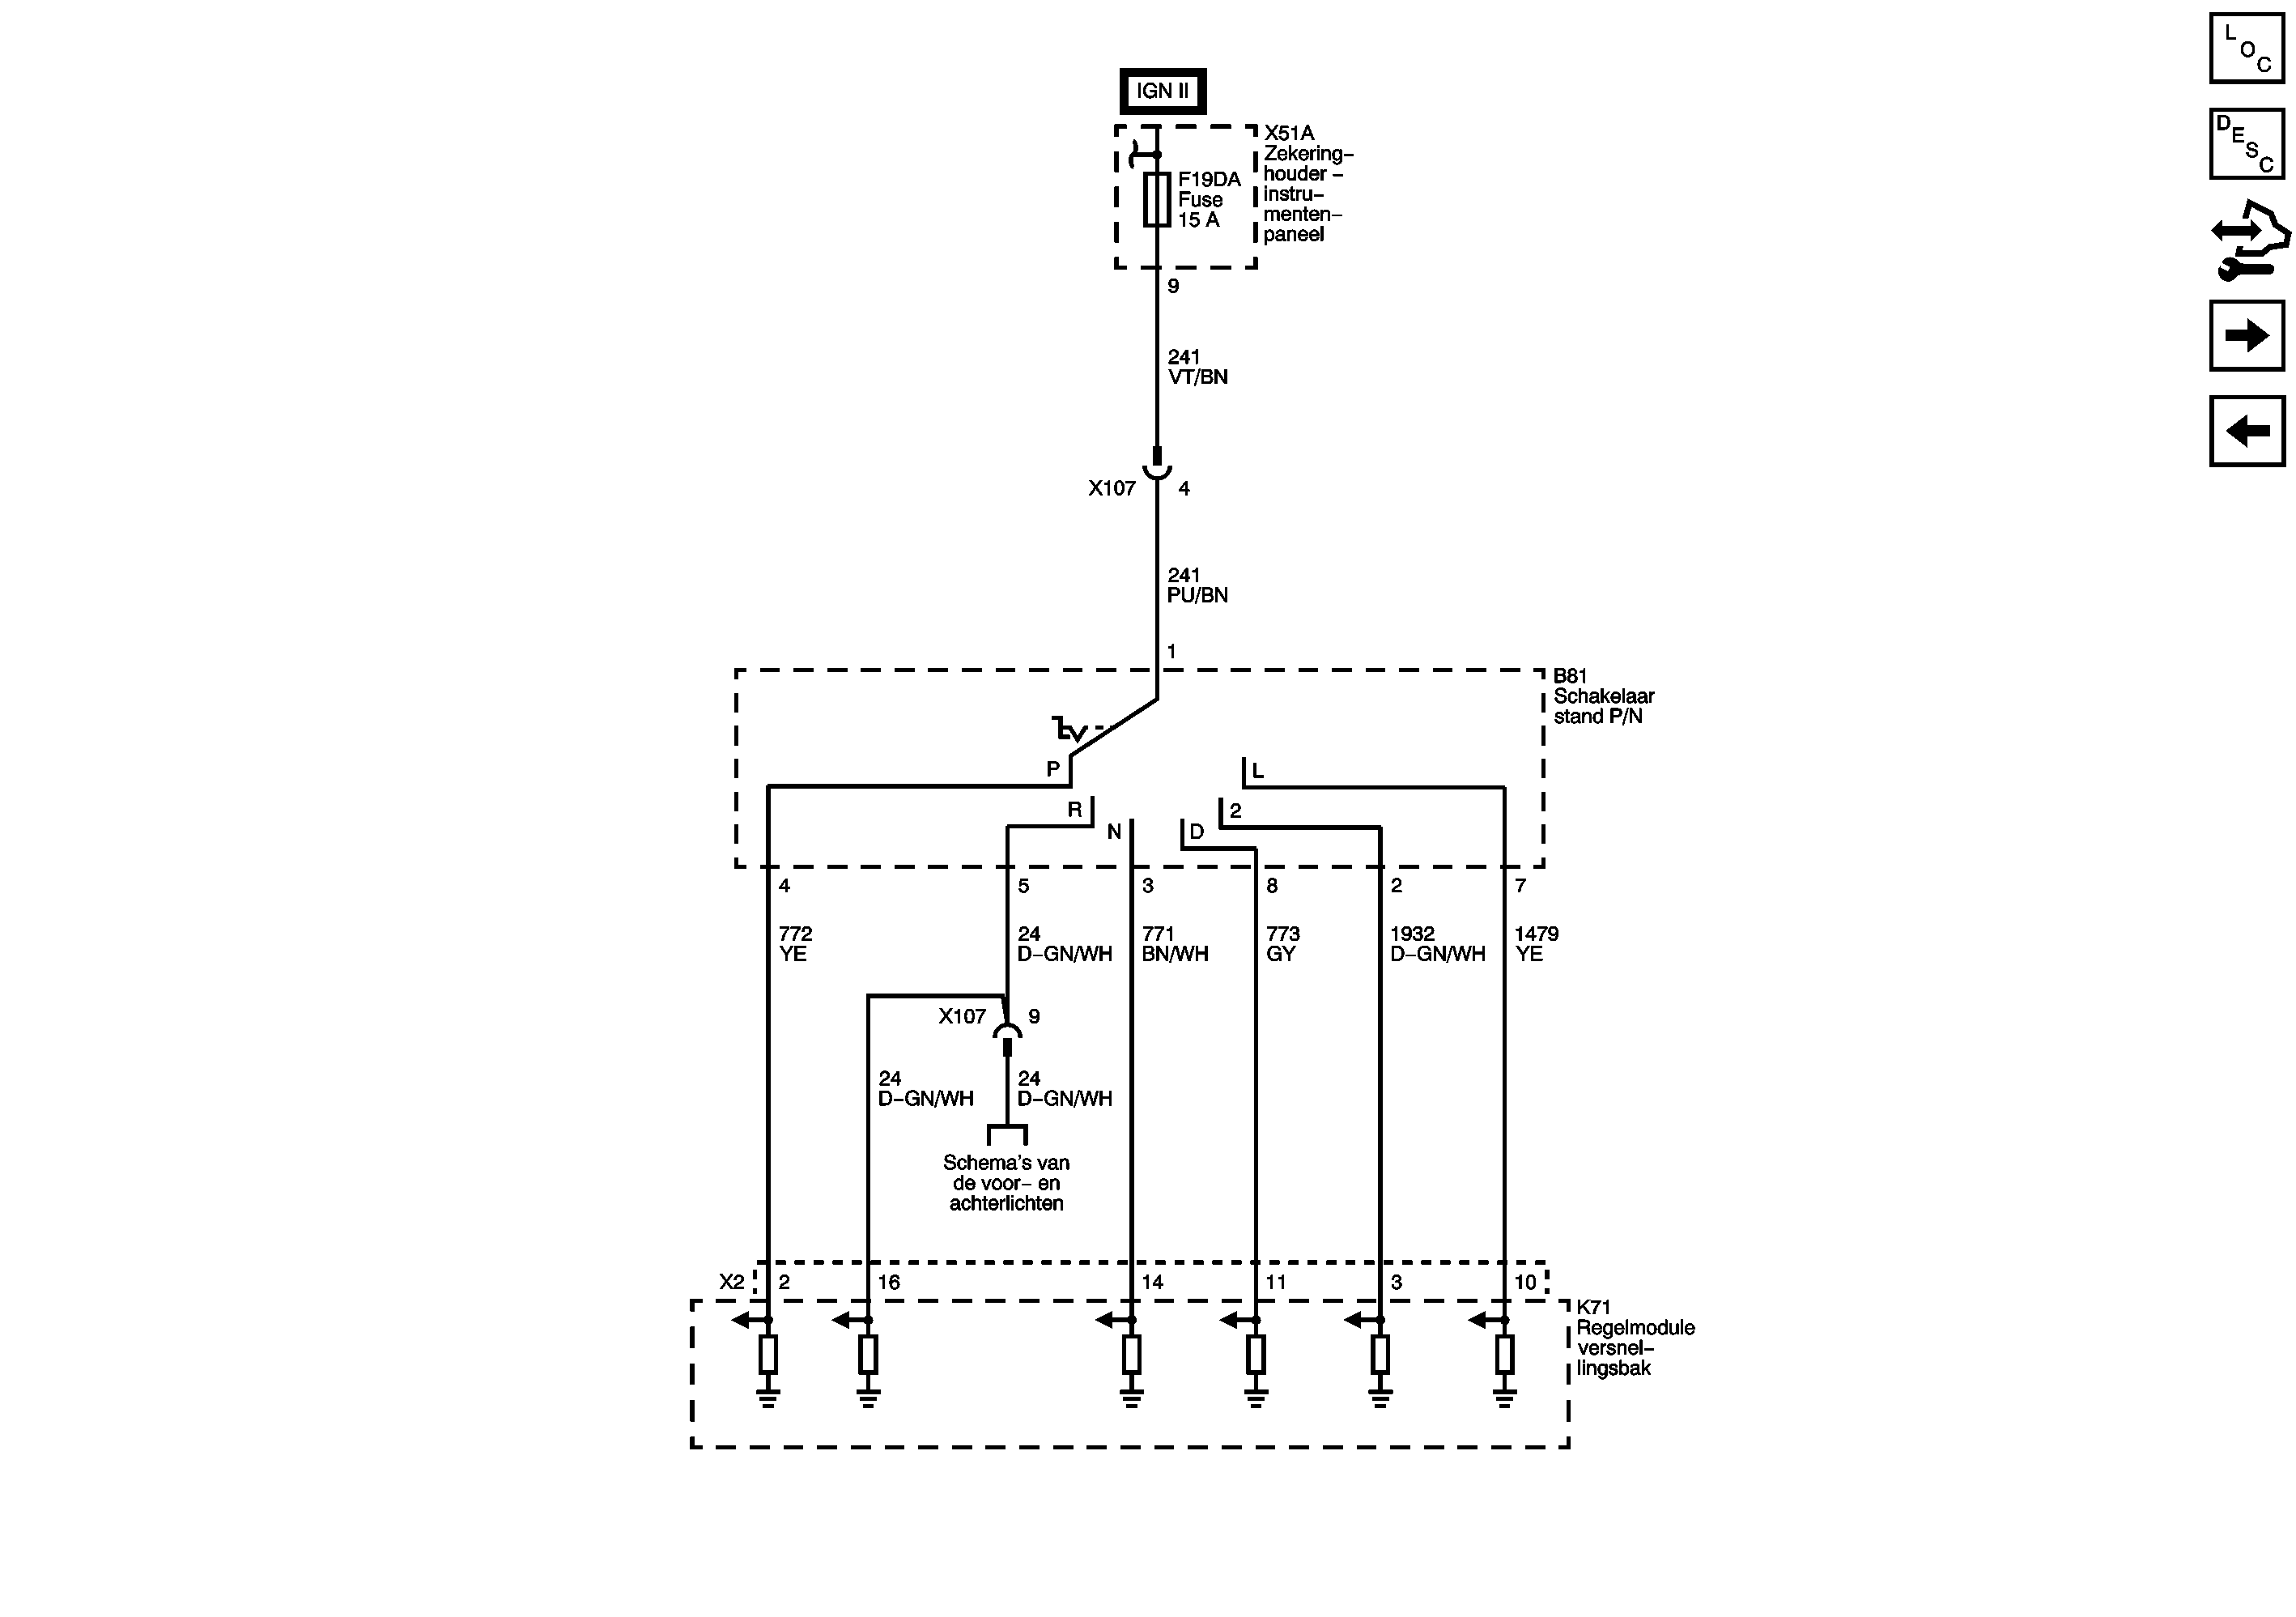 L
O
C
IGN II
D
E
S
C
X51A
Zekering–
houder –
instru–
menten–
paneel
F19DA
Fuse
15 A
9
241
VT/BN
X107
4
241
PU/BN
1
B81
Schakelaar
stand P/N
P
L
R
2
N
D
4
5
3
8
2
7
772
YE
24
D–GN/WH
771
BN/WH
773
GY
1932
D–GN/WH
1479
YE
X107
9
24
D–GN/WH
24
D–GN/WH
Schema's van
de voor– en
achterlichten
X2
2
16
14
11
3
10
K71
Regelmodule
versnel–
lingsbak